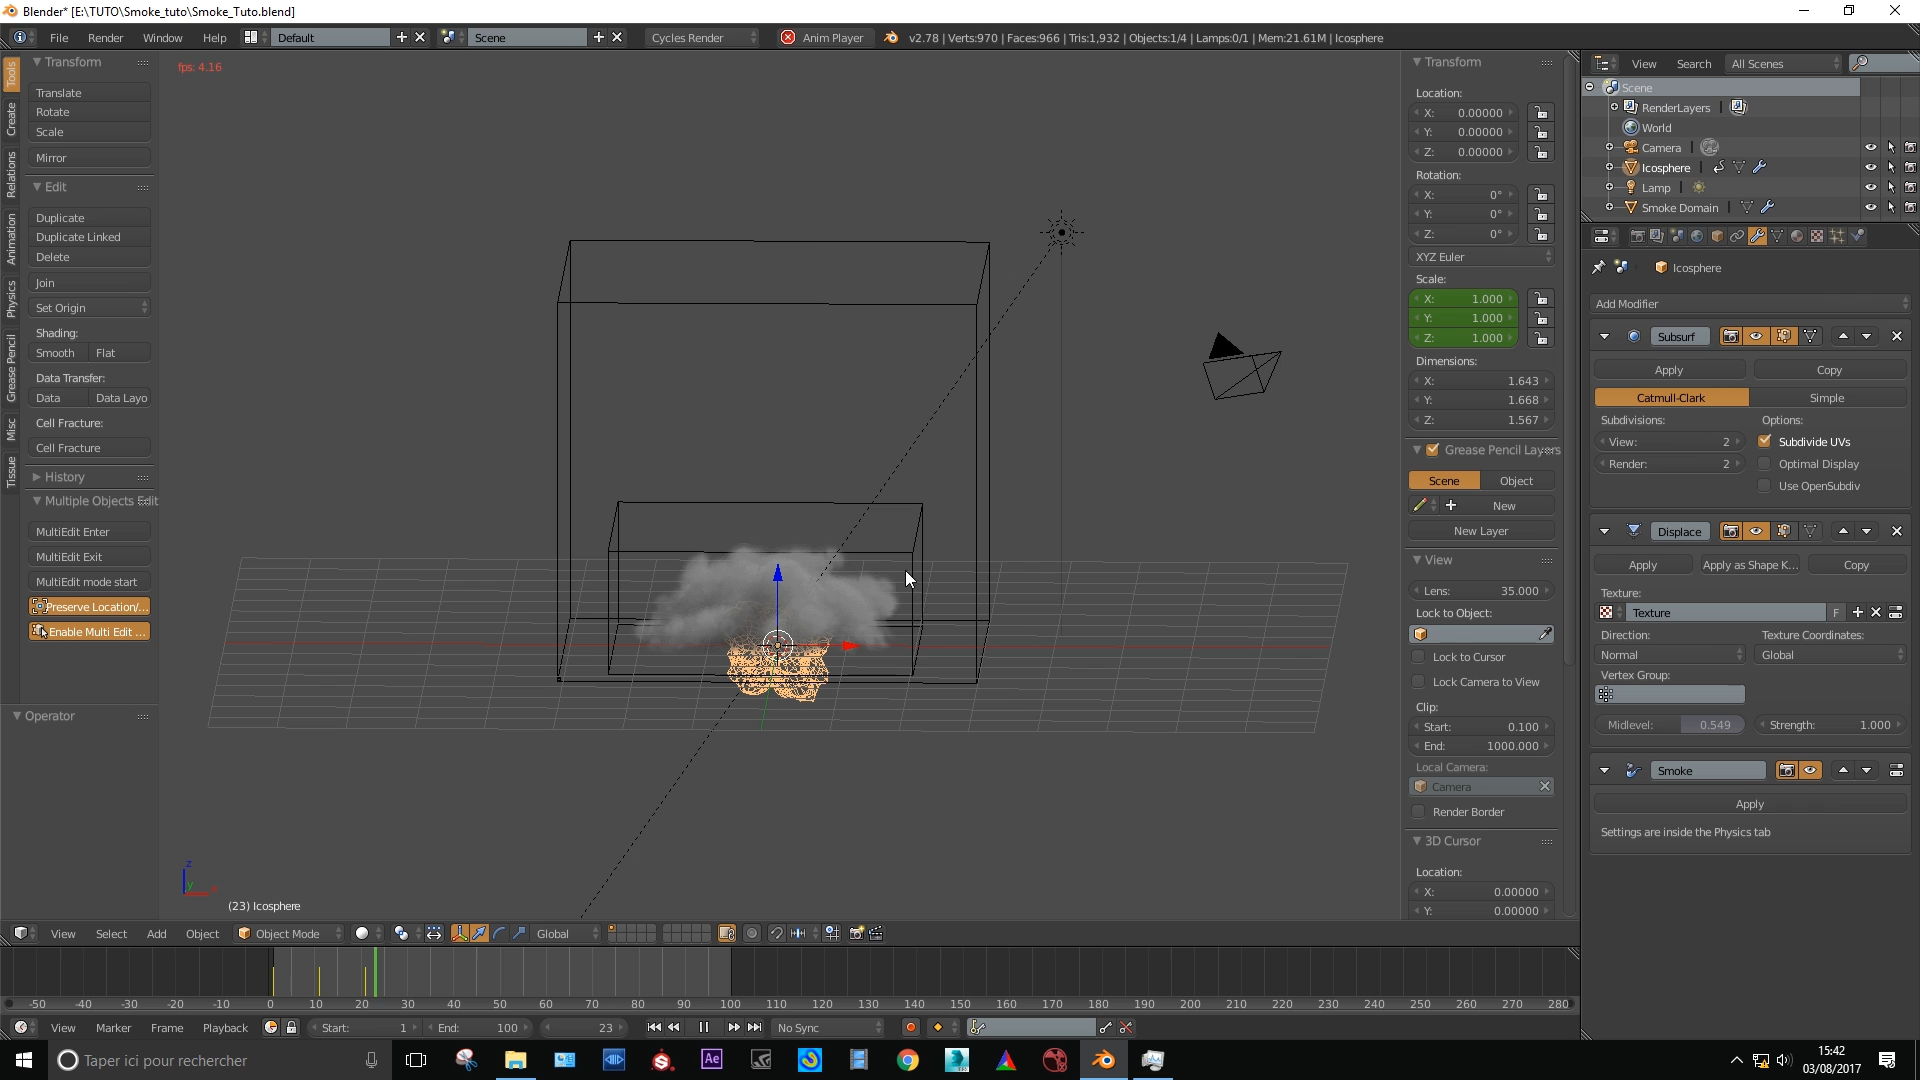 Blender* [E:\TUTO\Smoke_tuto\Smoke_Tuto.blend]
File Render Window Help Default Scene Cycles Render Anim Player v2.78 | Verts:970 | Faces:966 | Tris:1,932 | Objects:1/4 | Lamps:0/1 | Mem:21.61M | Icosphere
Tools
Create
Relations
Animation
Physics
Grease Pencil
Misc
Tissue
Transform
Translate
Rotate
Scale
Mirror
Edit
Duplicate
Duplicate Linked
Delete
Join
Set Origin
Shading:
Smooth Flat
Data Transfer:
Data Data Layo
Cell Fracture:
Cell Fracture
History
Multiple Objects Edit
MultiEdit Enter
MultiEdit Exit
MultiEdit mode start
Preserve Location/...
Enable Multi Edit ...
Operator
fps: 4.16
z
y
x
(23) Icosphere
Transform
Location:
X: 0.00000
Y: 0.00000
Z: 0.00000
Rotation:
X: 0°
Y: 0°
Z: 0°
XYZ Euler
Scale:
X: 1.000
Y: 1.000
Z: 1.000
Dimensions:
X: 1.643
Y: 1.668
Z: 1.567
Grease Pencil Layers
Scene Object
New
New Layer
View
Lens: 35.000
Lock to Object:
Lock to Cursor
Lock Camera to View
Clip:
Start: 0.100
End: 1000.000
Local Camera:
Camera
Render Border
3D Cursor
Location:
X: 0.00000
Y: 0.00000
View Search All Scenes
Scene
RenderLayers |
World
Camera |
Icosphere |
Lamp |
Smoke Domain |
Icosphere
Add Modifier
Subsurf
Apply Copy
Catmull-Clark Simple
Subdivisions: Options:
View: 2 Subdivide UVs
Render: 2 Optimal Display
Use OpenSubdiv
Displace
Apply Apply as Shape K... Copy
Texture:
Texture F
Direction: Texture Coordinates:
Normal Global
Vertex Group:
Midlevel: 0.549 Strength: 1.000
Smoke
Apply
Settings are inside the Physics tab
View Select Add Object Object Mode Global
-50 -40 -30 -20 -10 0 10 20 30 40 50 60 70 80 90 100 110 120 130 140 150 160 170 180 190 200 210 220 230 240 250 260 270 280
View Marker Frame Playback Start: 1 End: 100 23 No Sync
Taper ici pour rechercher
Ae
15:42
03/08/2017